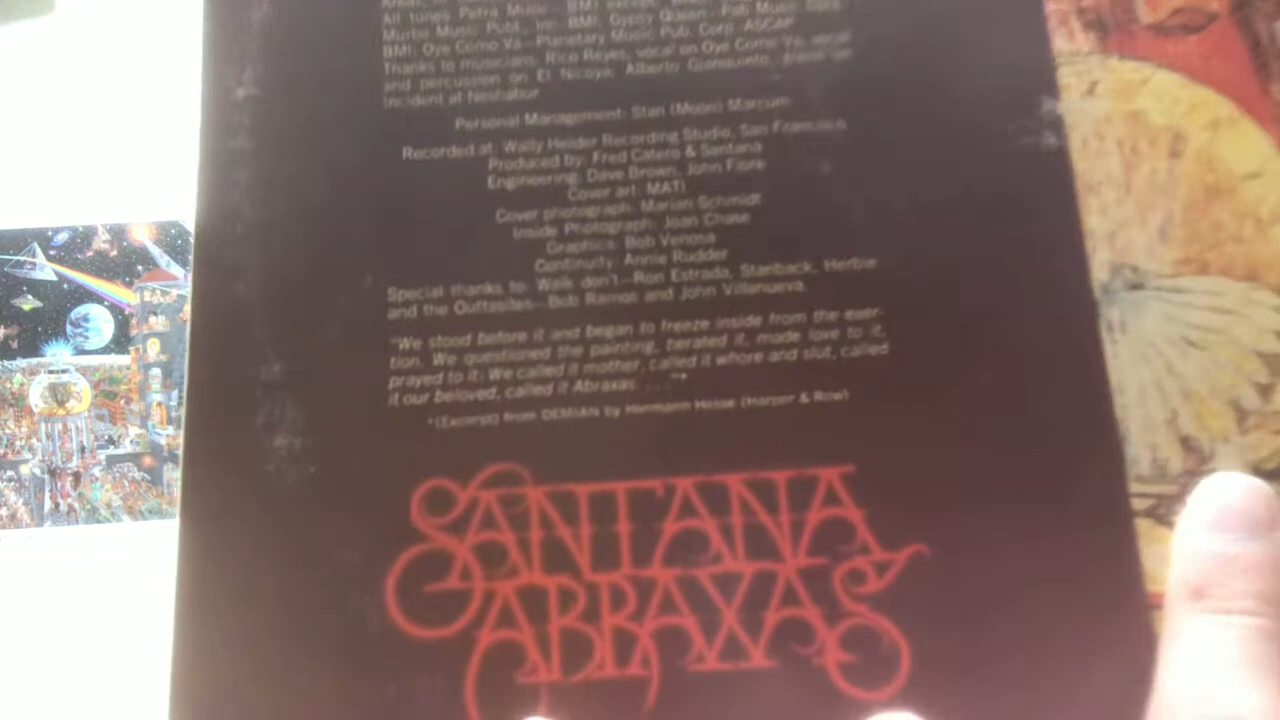 All tunes Petra Music—BMI except:
Murbo Music Publ., Inc. BMI; Gypsy Queen—Pab Music Corp.
BMI; Oye Como Va—Planetary Music Pub. Corp.-ASCAP
Thanks to musicians: Rico Reyes, vocal on Oye Como Va, vocal
and percussion on El Nicoya; Alberto Gianquinto,
Incident at Neshabur
Personal Management: Stan (Moon) Marcum
Recorded at: Wally Heider Recording Studio, San Francisco
Produced by: Fred Catero & Santana
Engineering: Dave Brown, John Fiore
Cover art: MATI
Cover photograph: Marian Schmidt
Inside Photograph: Joan Chase
Graphics: Bob Venosa
Continuity: Annie Rudder
Special thanks to: Walk don't—Ron Estrada, Stanback, Herbie
and the Outtasites—Bob Ramos and John Villanueva.
"We stood before it and began to freeze inside from the exer-
tion. We questioned the painting, berated it, made love to it,
prayed to it: We called it mother, called it whore and slut, called
it our beloved, called it Abraxas. . . ."*
*(Excerpt) from DEMIAN by Hermann Hesse (Harper & Row)
SANTANA
ABRAXAS